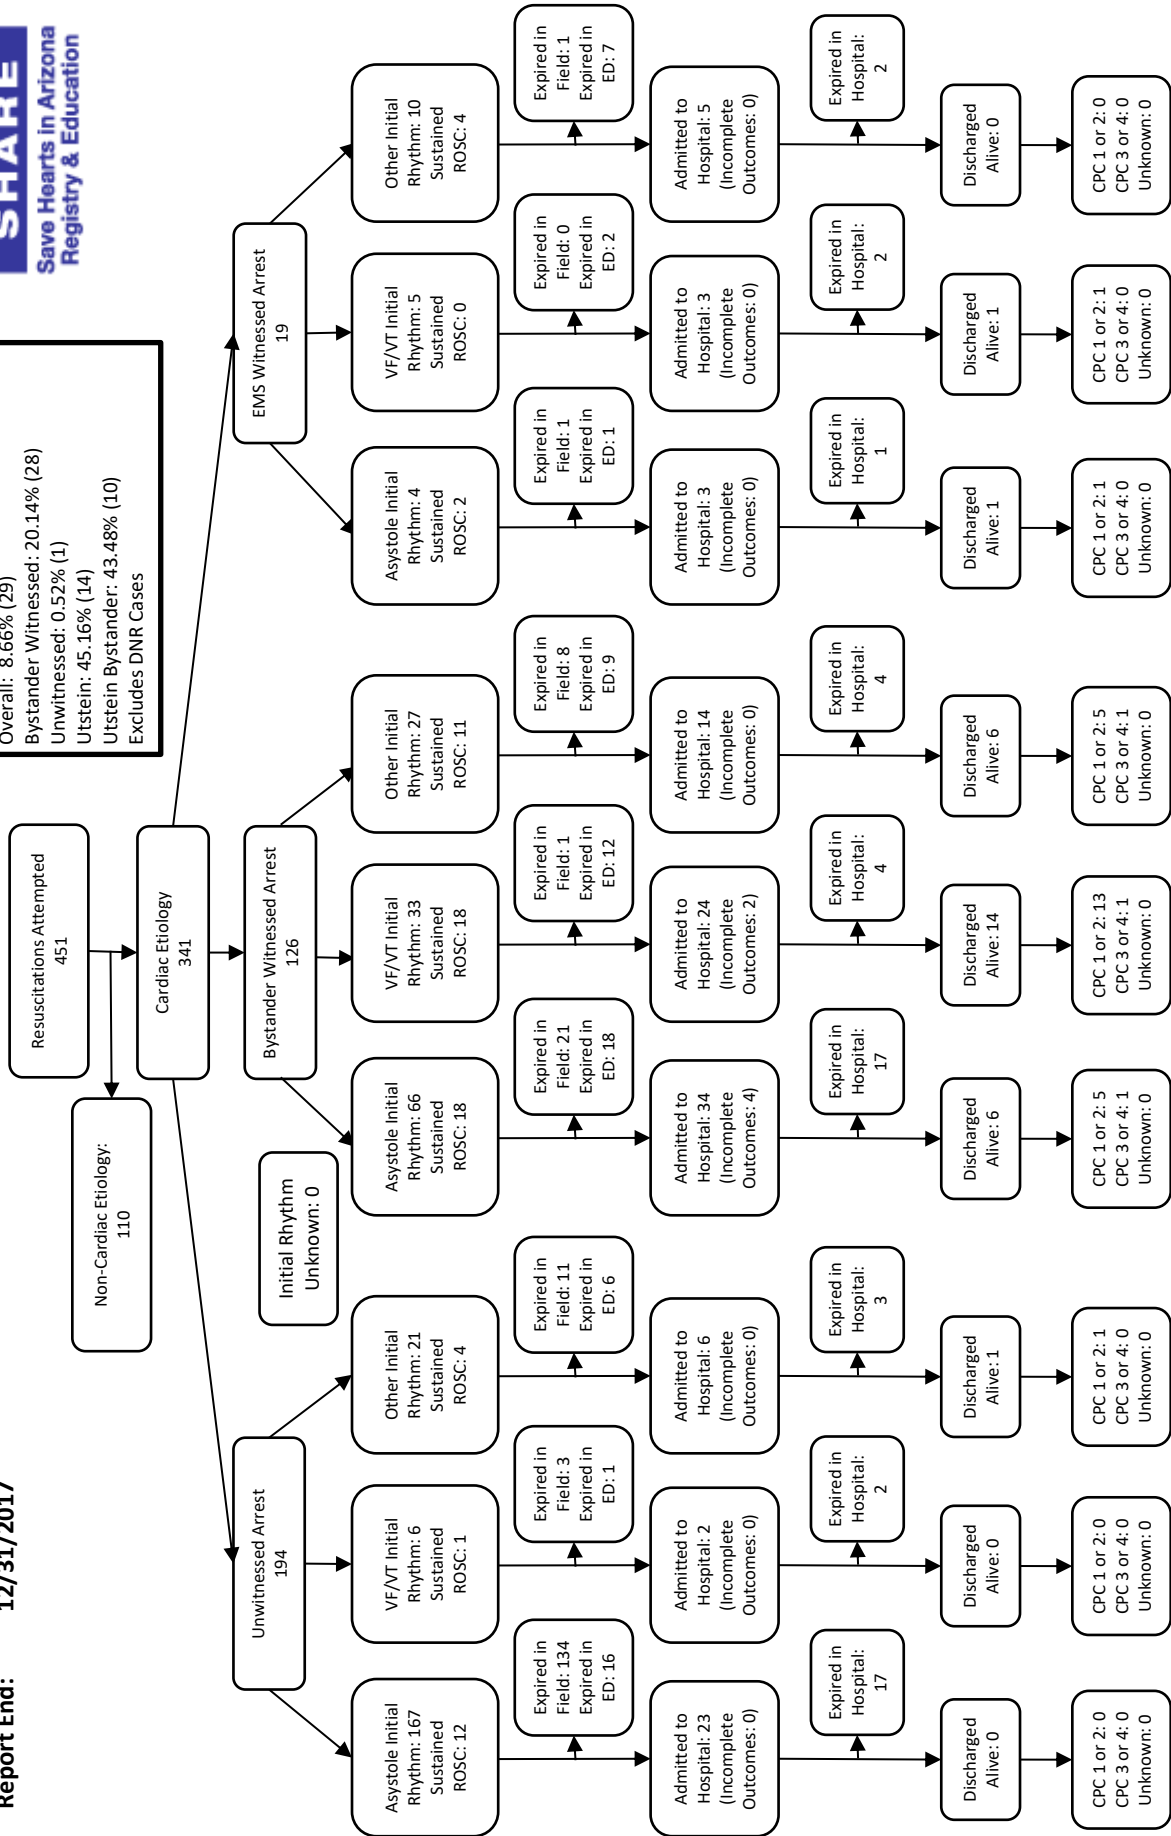 Report End: 12/31/2017
Overall: 8.66% (29)
Bystander Witnessed: 20.14% (28)
Unwitnessed: 0.52% (1)
Utstein: 45.16% (14)
Utstein Bystander: 43.48% (10)
Excludes DNR Cases
SHARE
Save Hearts in Arizona
Registry & Education
Resuscitations Attempted
451
Non-Cardiac Etiology:
110
Cardiac Etiology
341
Unwitnessed Arrest
194
Initial Rhythm
Unknown: 0
Bystander Witnessed Arrest
126
EMS Witnessed Arrest
19
Asystole Initial
Rhythm: 167
Sustained
ROSC: 12
VF/VT Initial
Rhythm: 6
Sustained
ROSC: 1
Other Initial
Rhythm: 21
Sustained
ROSC: 4
Asystole Initial
Rhythm: 66
Sustained
ROSC: 18
VF/VT Initial
Rhythm: 33
Sustained
ROSC: 18
Other Initial
Rhythm: 27
Sustained
ROSC: 11
Asystole Initial
Rhythm: 4
Sustained
ROSC: 2
VF/VT Initial
Rhythm: 5
Sustained
ROSC: 0
Other Initial
Rhythm: 10
Sustained
ROSC: 4
Expired in
Field: 134
Expired in
ED: 16
Expired in
Field: 3
Expired in
ED: 1
Expired in
Field: 11
Expired in
ED: 6
Expired in
Field: 21
Expired in
ED: 18
Expired in
Field: 1
Expired in
ED: 12
Expired in
Field: 8
Expired in
ED: 9
Expired in
Field: 1
Expired in
ED: 1
Expired in
Field: 0
Expired in
ED: 2
Expired in
Field: 1
Expired in
ED: 7
Admitted to
Hospital: 23
(Incomplete
Outcomes: 0)
Admitted to
Hospital: 2
(Incomplete
Outcomes: 0)
Admitted to
Hospital: 6
(Incomplete
Outcomes: 0)
Admitted to
Hospital: 34
(Incomplete
Outcomes: 4)
Admitted to
Hospital: 24
(Incomplete
Outcomes: 2)
Admitted to
Hospital: 14
(Incomplete
Outcomes: 0)
Admitted to
Hospital: 3
(Incomplete
Outcomes: 0)
Admitted to
Hospital: 3
(Incomplete
Outcomes: 0)
Admitted to
Hospital: 5
(Incomplete
Outcomes: 0)
Expired in
Hospital:
17
Expired in
Hospital:
2
Expired in
Hospital:
3
Expired in
Hospital:
17
Expired in
Hospital:
4
Expired in
Hospital:
4
Expired in
Hospital:
1
Expired in
Hospital:
2
Expired in
Hospital:
2
Discharged
Alive: 0
Discharged
Alive: 0
Discharged
Alive: 1
Discharged
Alive: 6
Discharged
Alive: 14
Discharged
Alive: 6
Discharged
Alive: 1
Discharged
Alive: 1
Discharged
Alive: 0
CPC 1 or 2: 0
CPC 3 or 4: 0
Unknown: 0
CPC 1 or 2: 0
CPC 3 or 4: 0
Unknown: 0
CPC 1 or 2: 1
CPC 3 or 4: 0
Unknown: 0
CPC 1 or 2: 5
CPC 3 or 4: 1
Unknown: 0
CPC 1 or 2: 13
CPC 3 or 4: 1
Unknown: 0
CPC 1 or 2: 5
CPC 3 or 4: 1
Unknown: 0
CPC 1 or 2: 1
CPC 3 or 4: 0
Unknown: 0
CPC 1 or 2: 1
CPC 3 or 4: 0
Unknown: 0
CPC 1 or 2: 0
CPC 3 or 4: 0
Unknown: 0